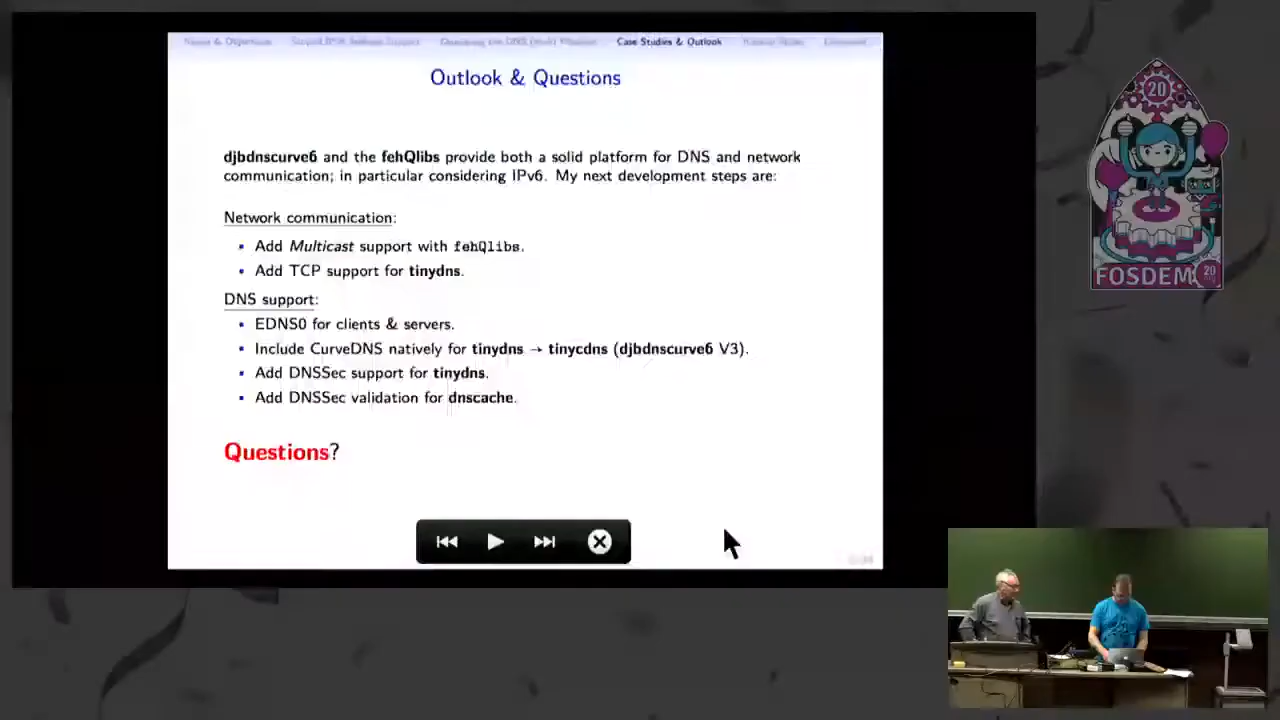 Case Studies & Outlook
Outlook & Questions
djbdnscurve6 and the fehQlibs provide both a solid platform for DNS and network
communication; in particular considering IPv6. My next development steps are:
Network communication:
• Add Multicast support with fehQlibs.
• Add TCP support for tinydns.
DNS support:
• EDNS0 for clients & servers.
• Include CurveDNS natively for tinydns → tinycdns (djbdnscurve6 V3).
• Add DNSSec support for tinydns.
• Add DNSSec validation for dnscache.
Questions?
20
FOSDEM
20